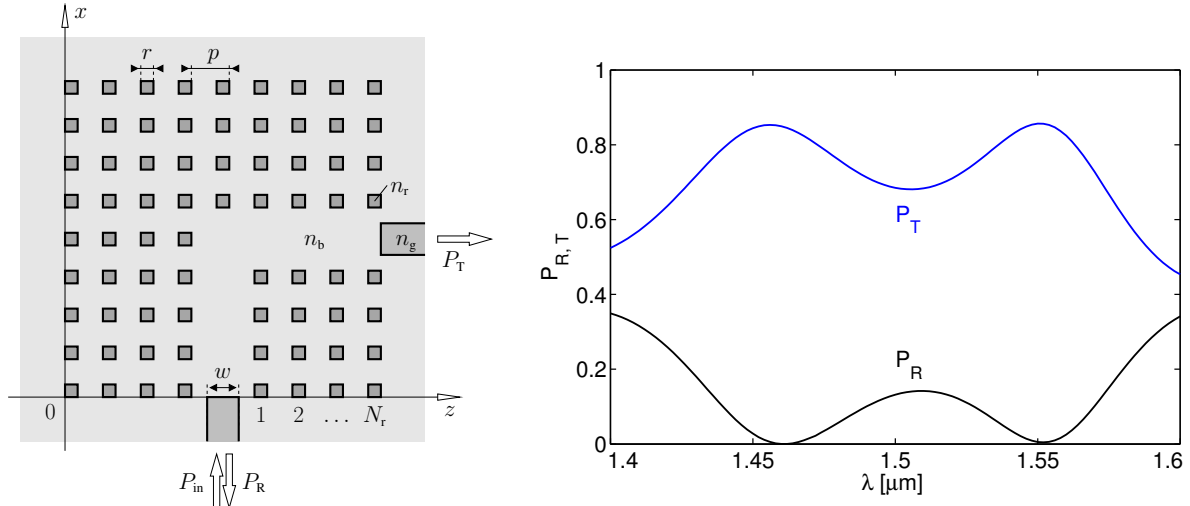 x
r
p
n_r
n_b
n_g
P_T
w
0
1 2 ... N_r
z
P_in
P_R
1
0.8
0.6
0.4
0.2
0
P_R, T
P_T
P_R
1.4 1.45 1.5 1.55 1.6
λ [μm]